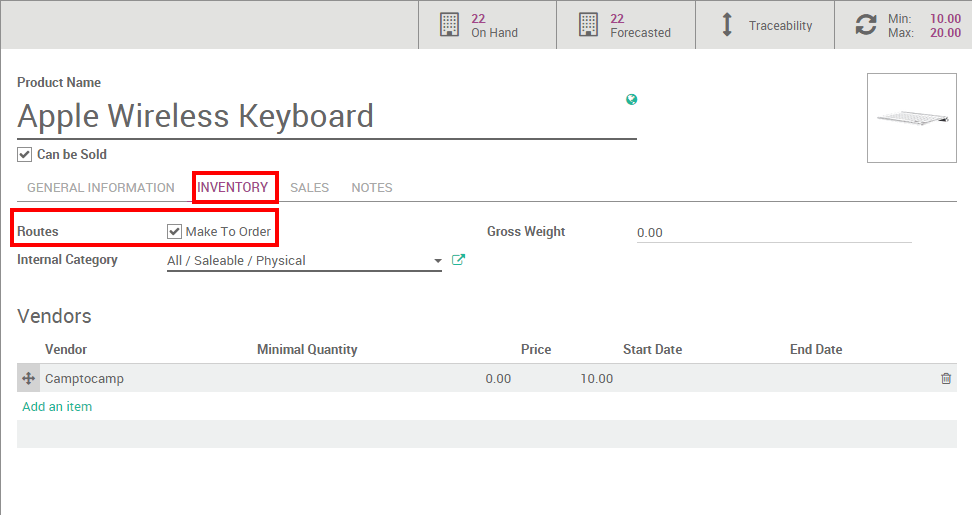 22 On Hand
22 Forecasted
Traceability
Min: 10.00
Max: 20.00
Product Name
Apple Wireless Keyboard
Can be Sold
GENERAL INFORMATION INVENTORY SALES NOTES
Routes Make To Order Gross Weight 0.00
Internal Category All / Saleable / Physical
Vendors
Vendor Minimal Quantity Price Start Date End Date
Camptocamp 0.00 10.00
Add an item